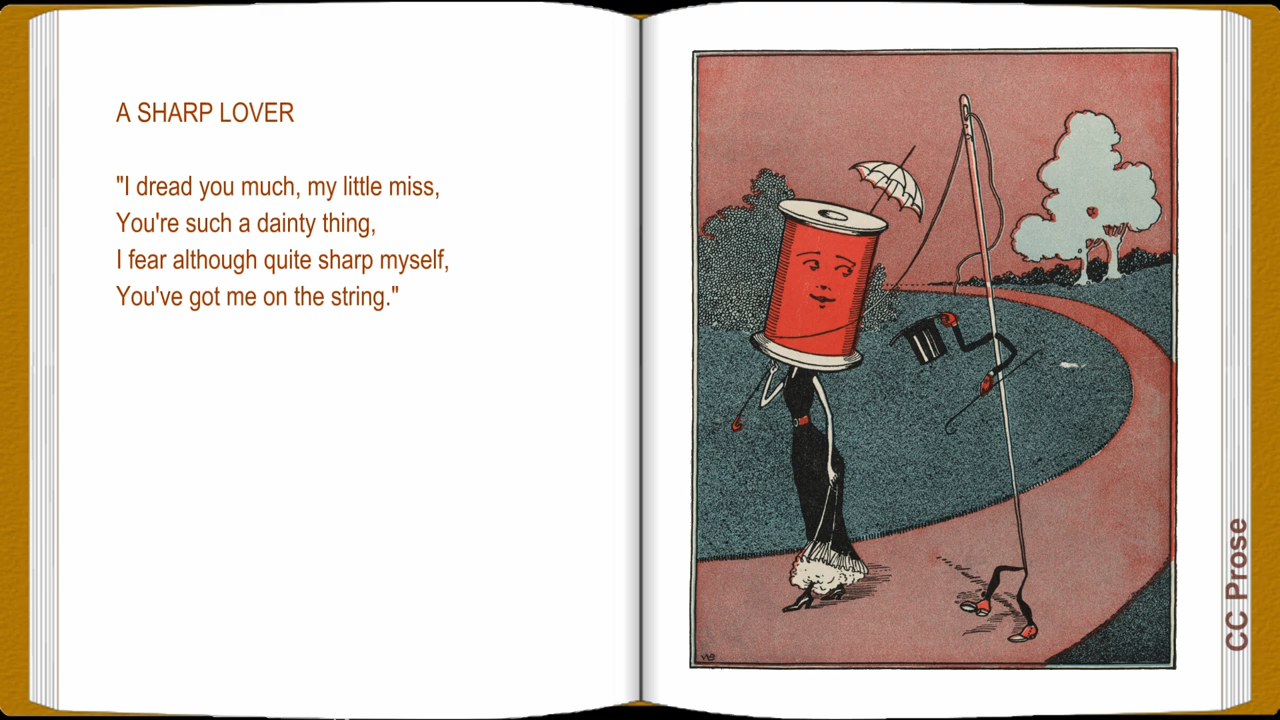 A SHARP LOVER
"I dread you much, my little miss,
You're such a dainty thing,
I fear although quite sharp myself,
You've got me on the string."
CC Prose